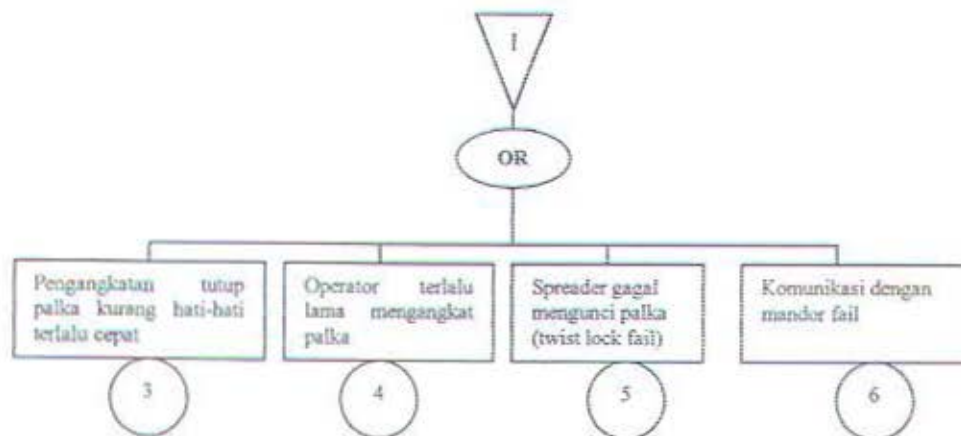 1
OR
Pengangkatan tutup
palka kurang hati-hati
terlalu cepat
Operator terlalu
lama mengangkat
palka
Spreader gagal
mengunci palka
(twist lock fail)
Komunikasi dengan
mandor fail
3
4
5
6